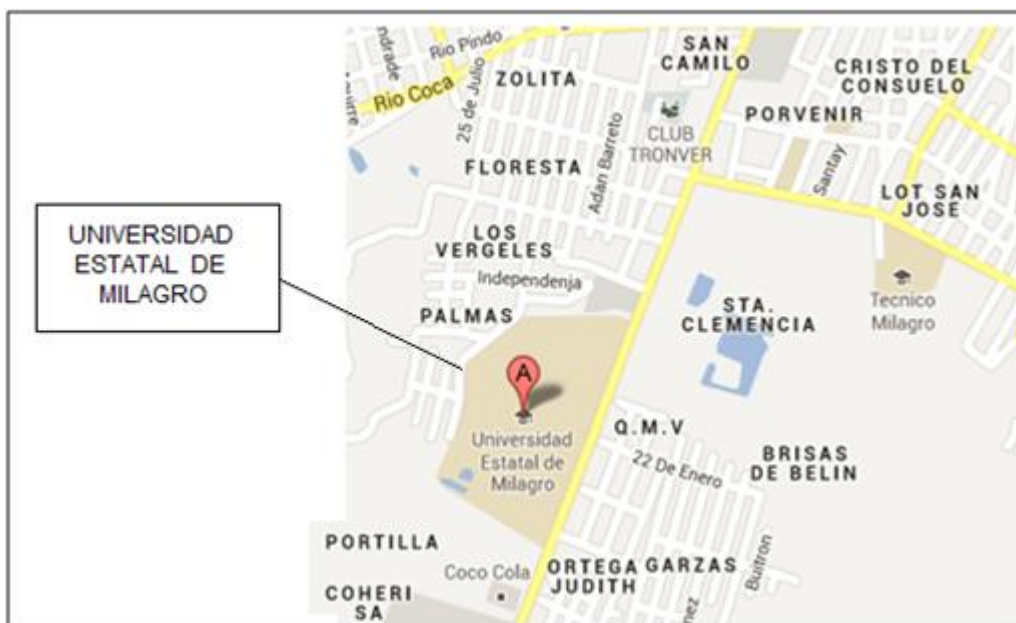 ndrade
Rio Pindo
SAN
CAMILO
CRISTO DEL
CONSUELO
Rio Coca
25 de Julio
ZOLITA
PORVENIR
CLUB
TRONVER
Adan Barreto
FLORESTA
Santay
LOT SAN
JOSE
UNIVERSIDAD
ESTATAL DE
MILAGRO
LOS
VERGELES
Independenja
PALMAS
STA.
CLEMENCIA
Tecnico
Milagro
A
Universidad
Estatal de
Milagro
Q.M.V
22 De Enero
BRISAS
DE BELIN
PORTILLA
Coco Cola
ORTEGA
JUDITH
GARZAS
Buitron
COHERI
SA
nez